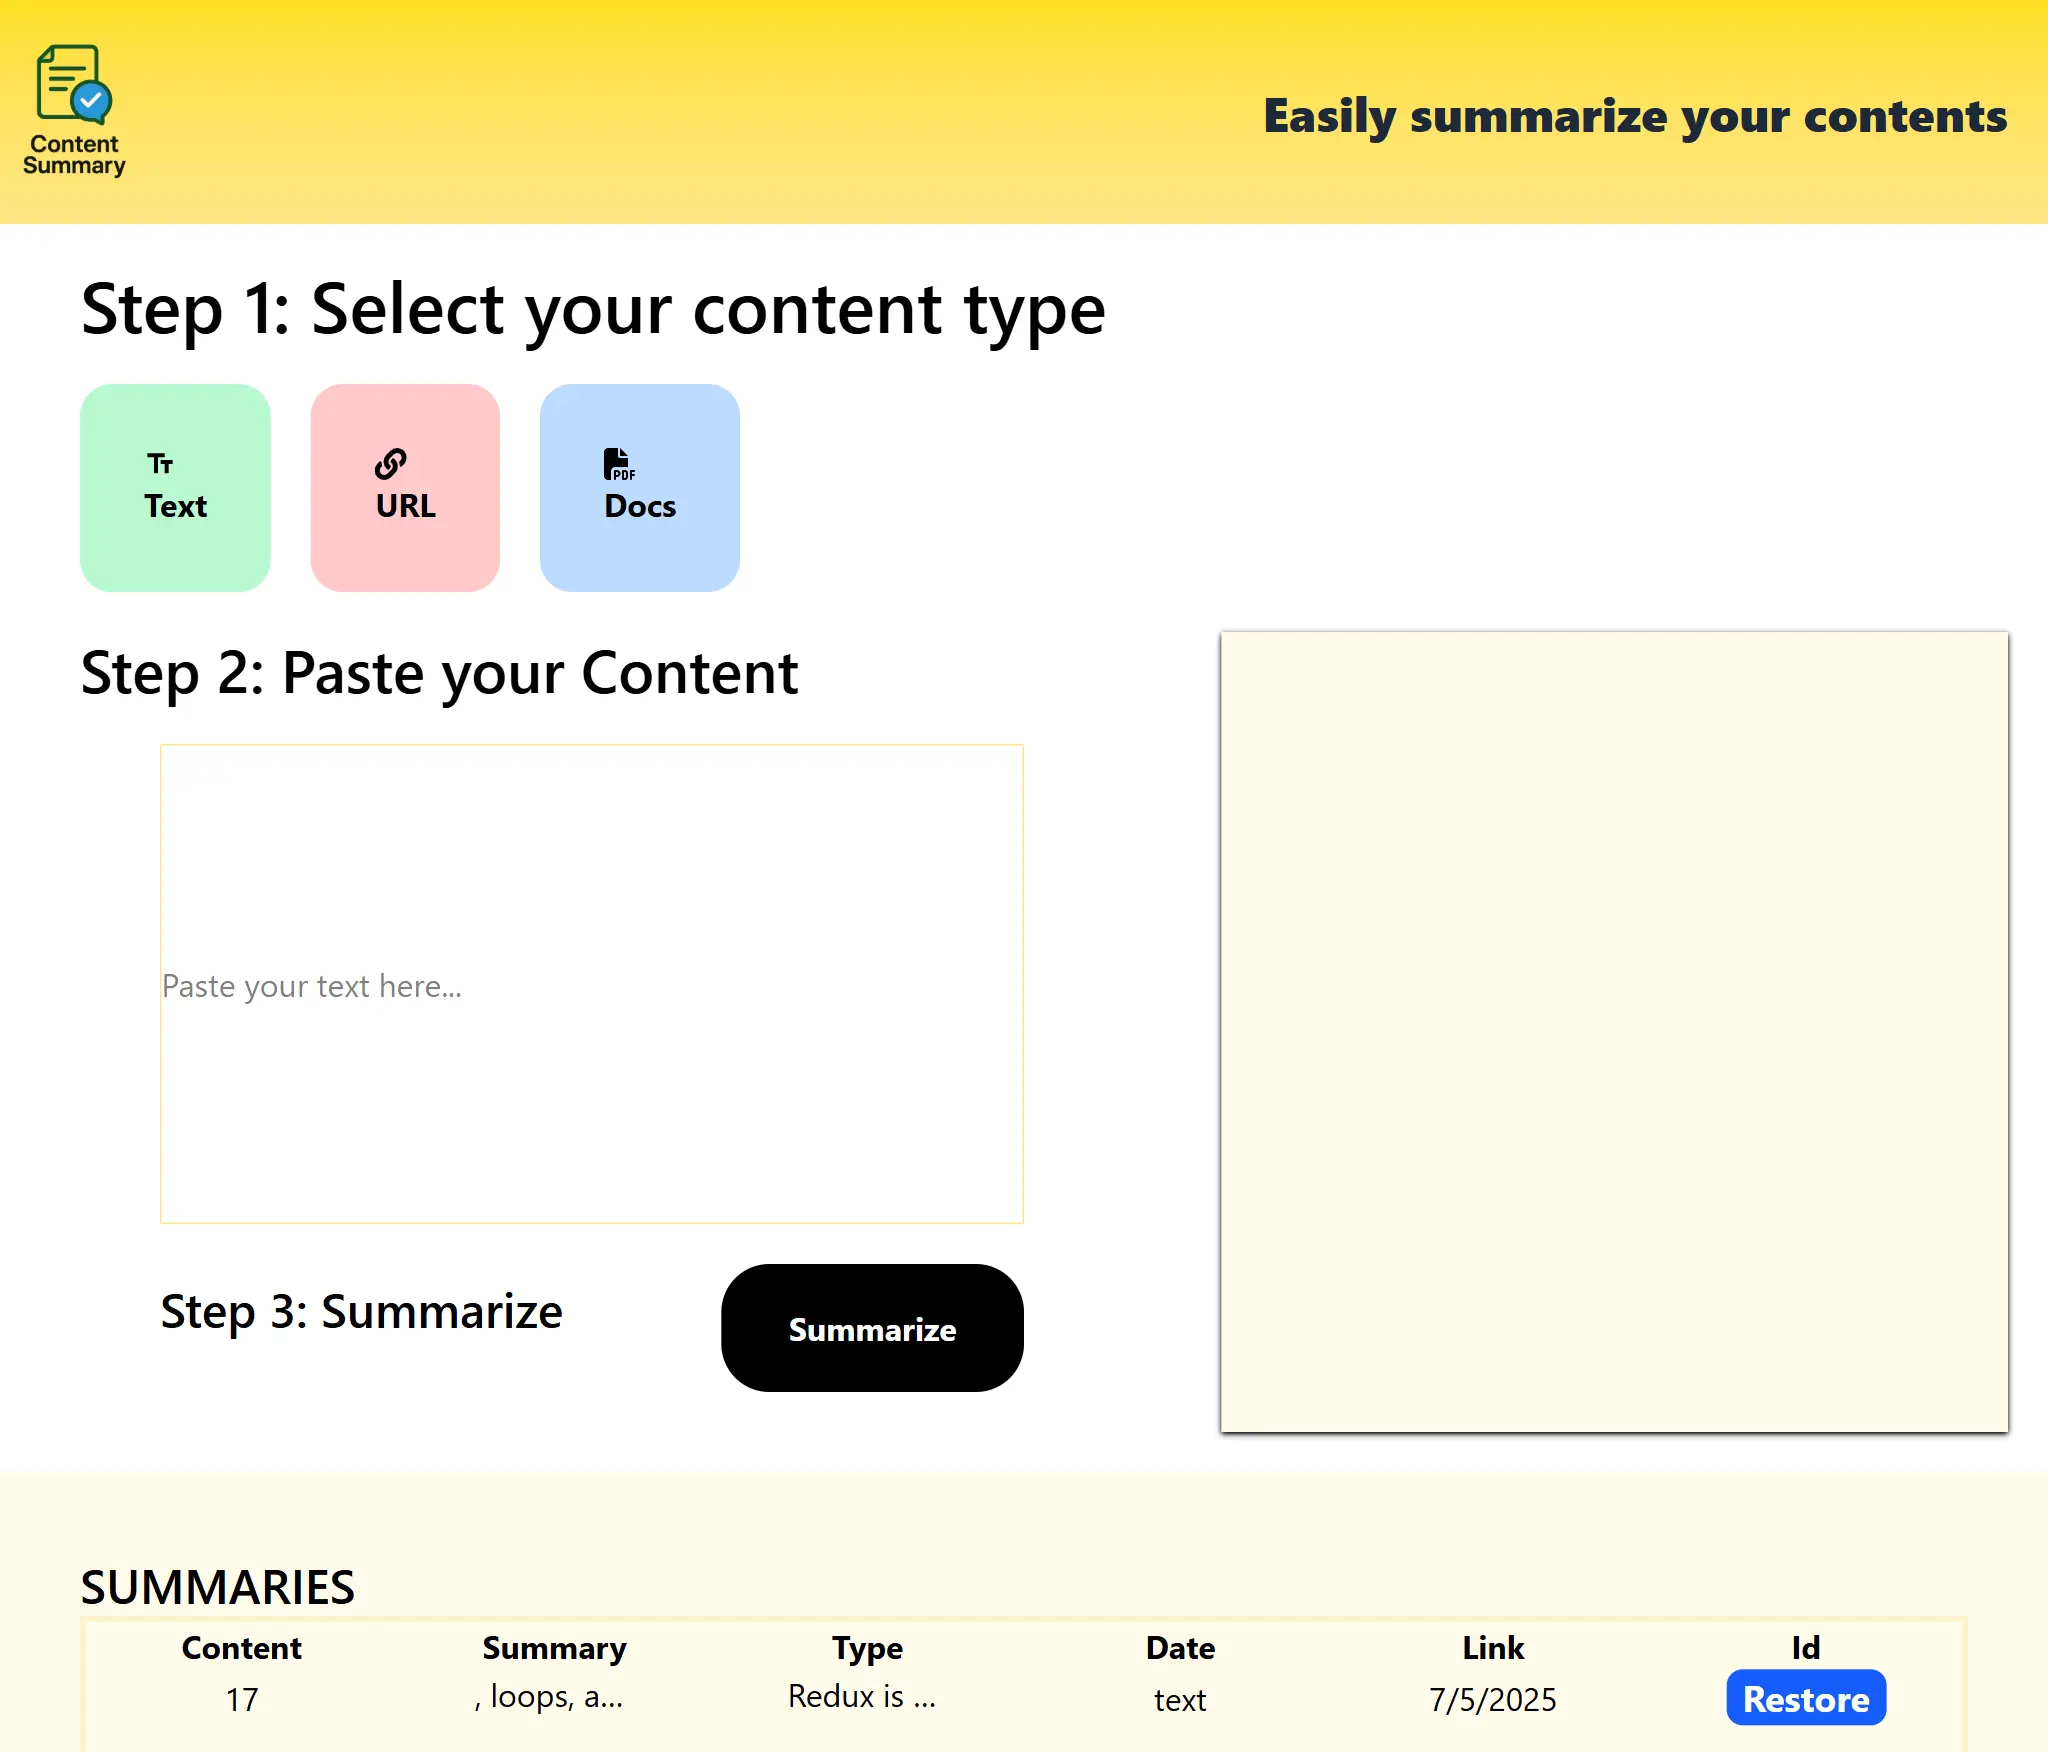 Content
Summary
Easily summarize your contents
Step 1: Select your content type
Text
URL
PDF
Docs
Step 2: Paste your Content
Paste your text here...
Step 3: Summarize
Summarize
SUMMARIES
Content Summary Type Date Link Id
17 , loops, a... Redux is ... text 7/5/2025 Restore